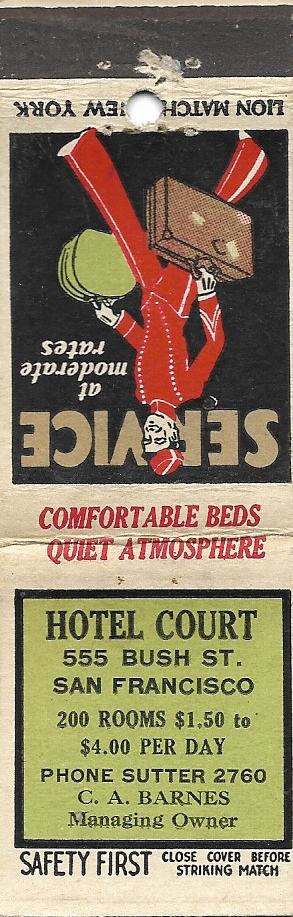 LION MATCH NEW YORK
SERVICE
at
moderate
rates
COMFORTABLE BEDS
QUIET ATMOSPHERE
HOTEL COURT
555 BUSH ST.
SAN FRANCISCO
200 ROOMS $1.50 to
$4.00 PER DAY
PHONE SUTTER 2760
C. A. BARNES
Managing Owner
SAFETY FIRST CLOSE COVER BEFORE
STRIKING MATCH